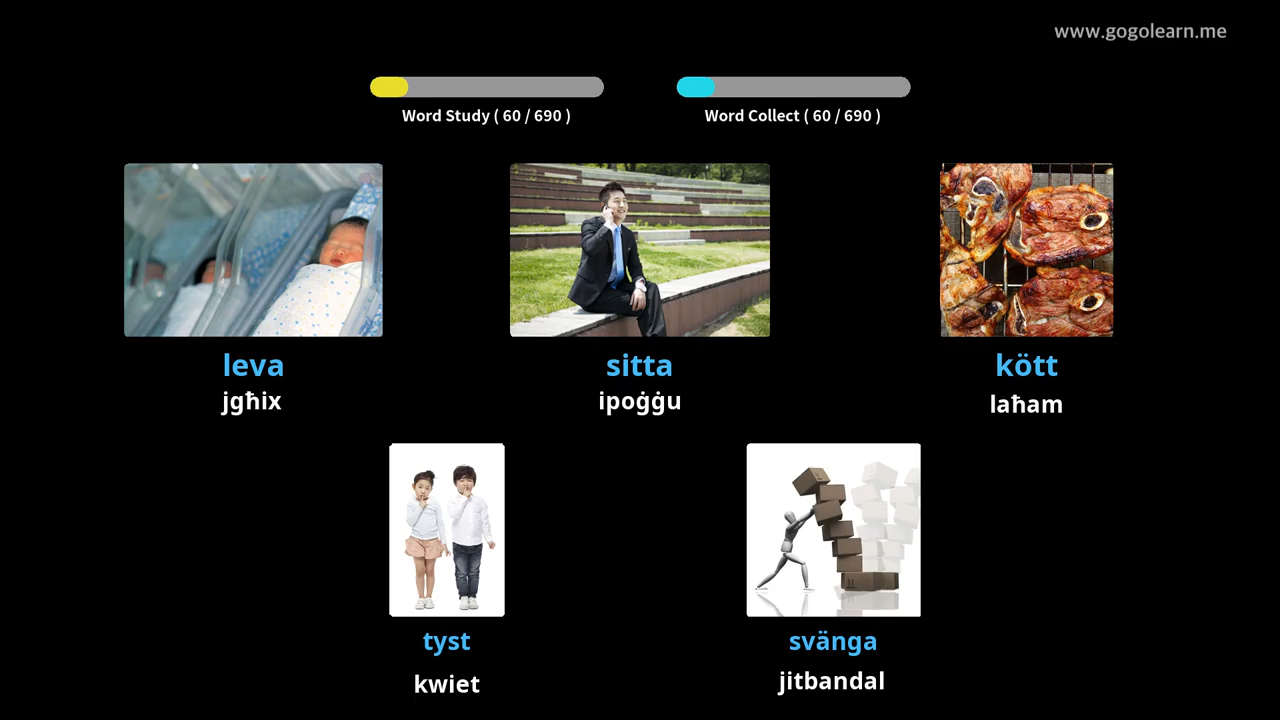 www.gogolearn.me
Word Study ( 60 / 690 )
Word Collect ( 60 / 690 )
leva
jgħix
sitta
ipoġġu
kött
laħam
tyst
kwiet
svänga
jitbandal